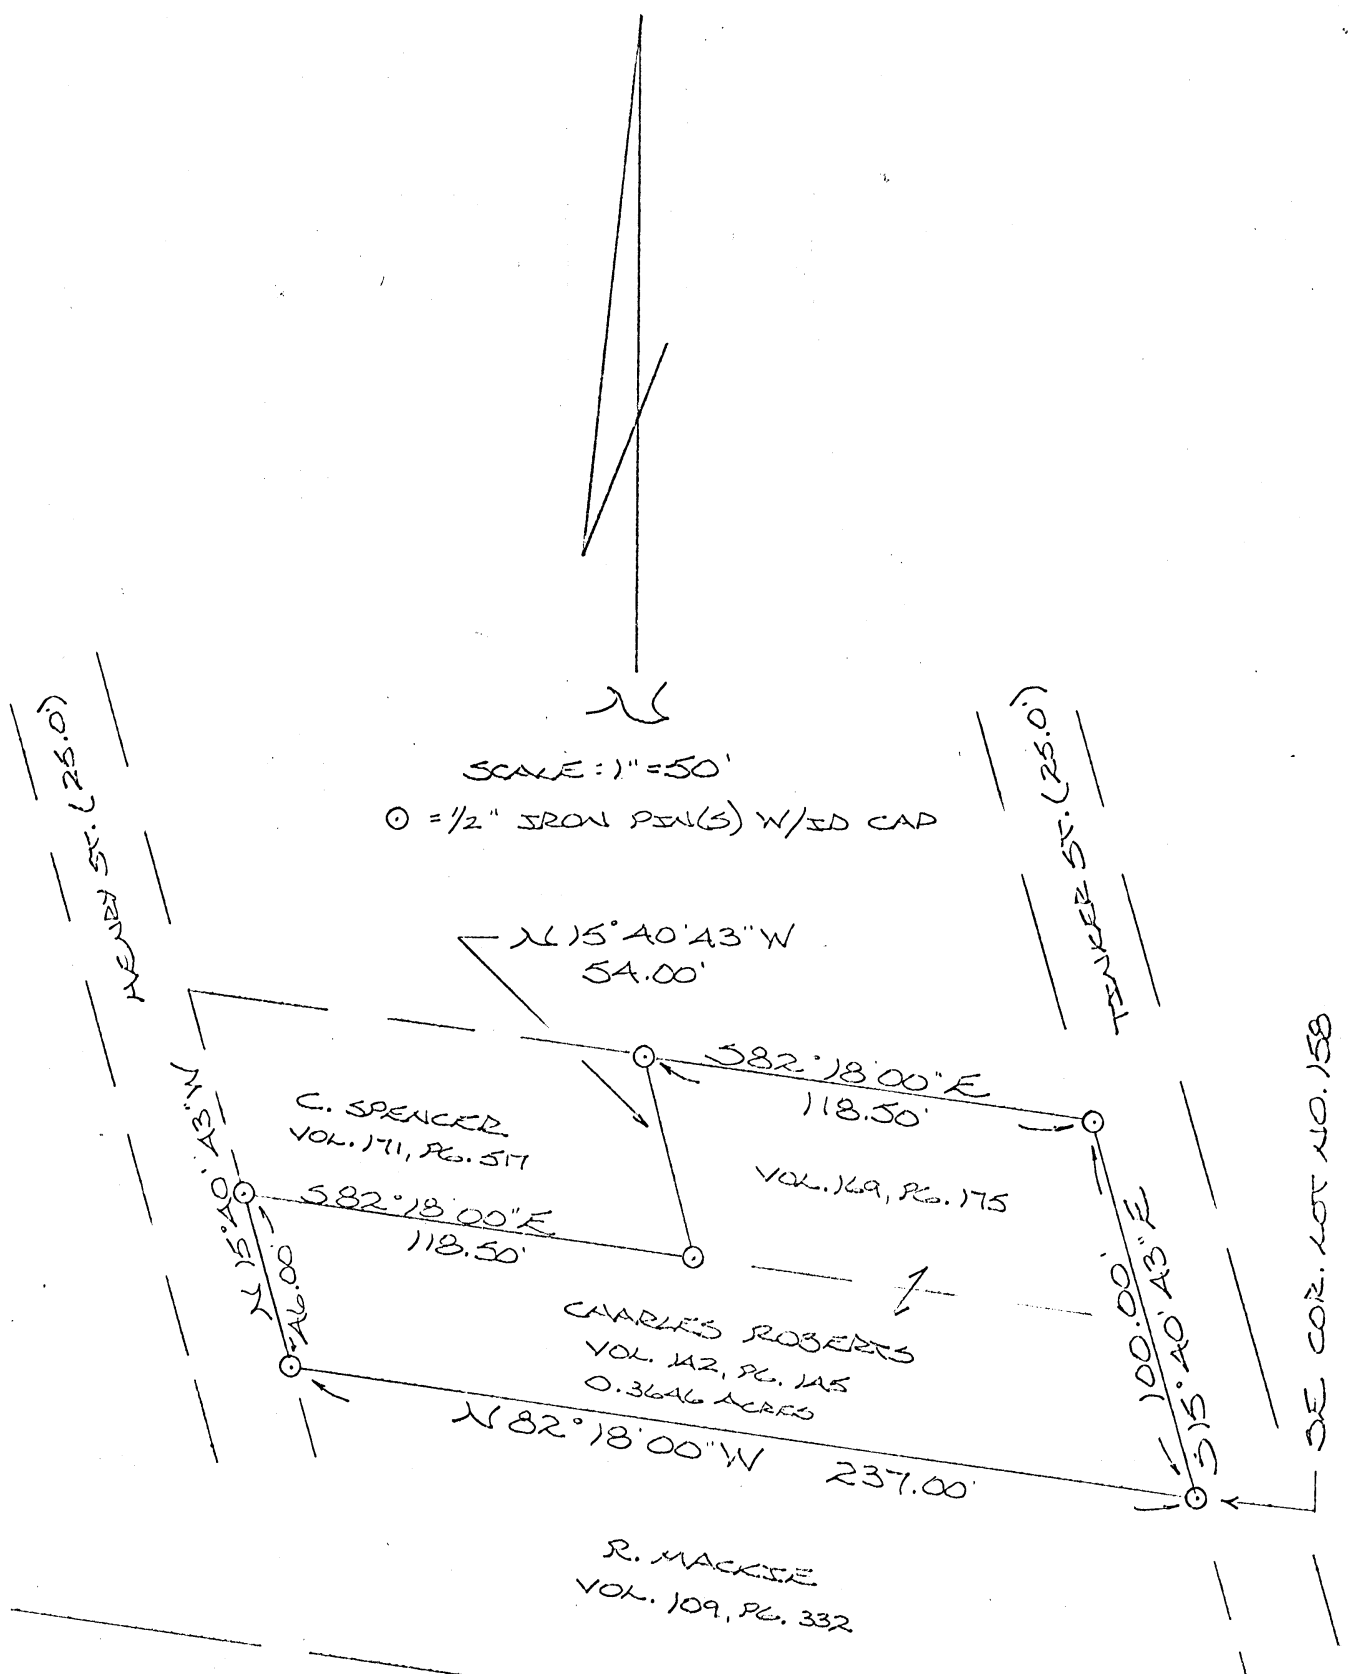 N
SCALE: 1"=50'
⊙ = 1/2" IRON PIN(S) W/ID CAP
HENRY ST. (25.0')
TINKER ST. (25.0')
N 15°40'43" W
54.00'
S 82°18'00" E
118.50'
C. SPENCER
VOL. 171, PG. 517
VOL. 169, PG. 175
N 15°40'43" W
46.00'
S 82°18'00" E
118.50'
CHARLES ROBERTS
VOL. 142, PG. 145
0.3646 ACRES
100.00'
S 15°40'43" E
N 82°18'00" W 237.00'
SE COR. LOT NO. 158
R. MACKIE
VOL. 109, PG. 332